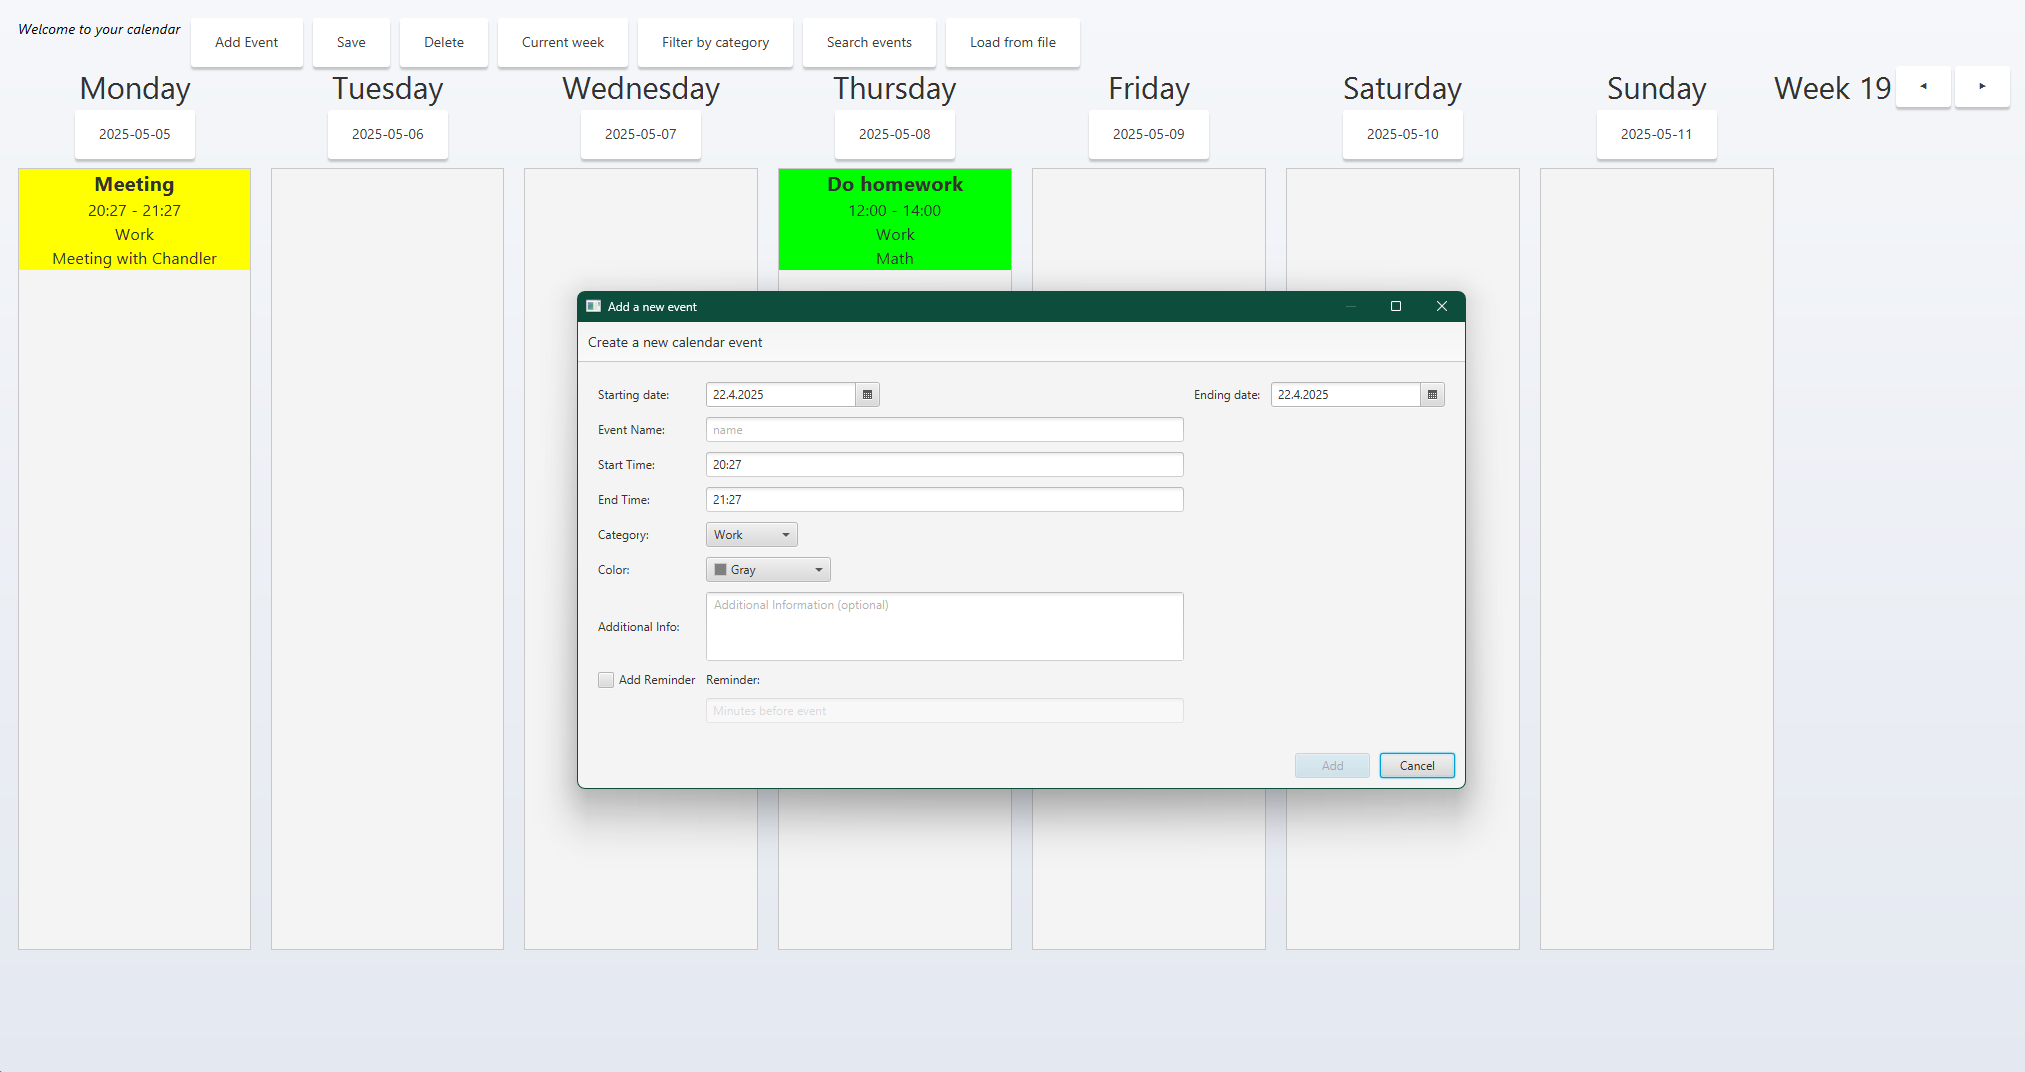 Welcome to your calendar
Add Event
Save
Delete
Current week
Filter by category
Search events
Load from file
Monday
Tuesday
Wednesday
Thursday
Friday
Saturday
Sunday
Week 19
2025-05-05
2025-05-06
2025-05-07
2025-05-08
2025-05-09
2025-05-10
2025-05-11
Meeting
20:27 - 21:27
Work
Meeting with Chandler
Do homework
12:00 - 14:00
Work
Math
Add a new event
Create a new calendar event
Starting date:
22.4.2025
Ending date:
22.4.2025
Event Name:
name
Start Time:
20:27
End Time:
21:27
Category:
Work
Color:
Gray
Additional Info:
Additional Information (optional)
Add Reminder
Reminder:
Minutes before event
Add
Cancel